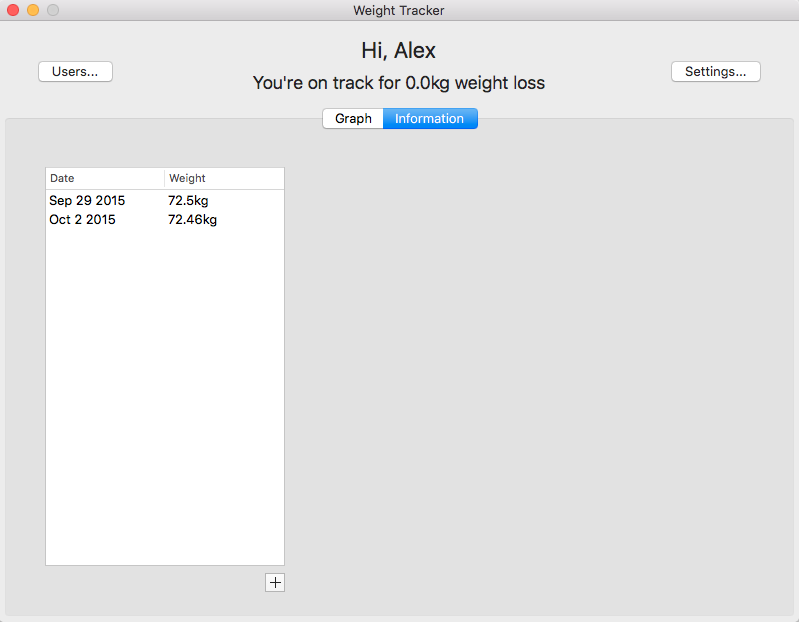 Weight Tracker
Hi, Alex
Users...
Settings...
You're on track for 0.0kg weight loss
Graph Information
Date Weight
Sep 29 2015 72.5kg
Oct 2 2015 72.46kg
+